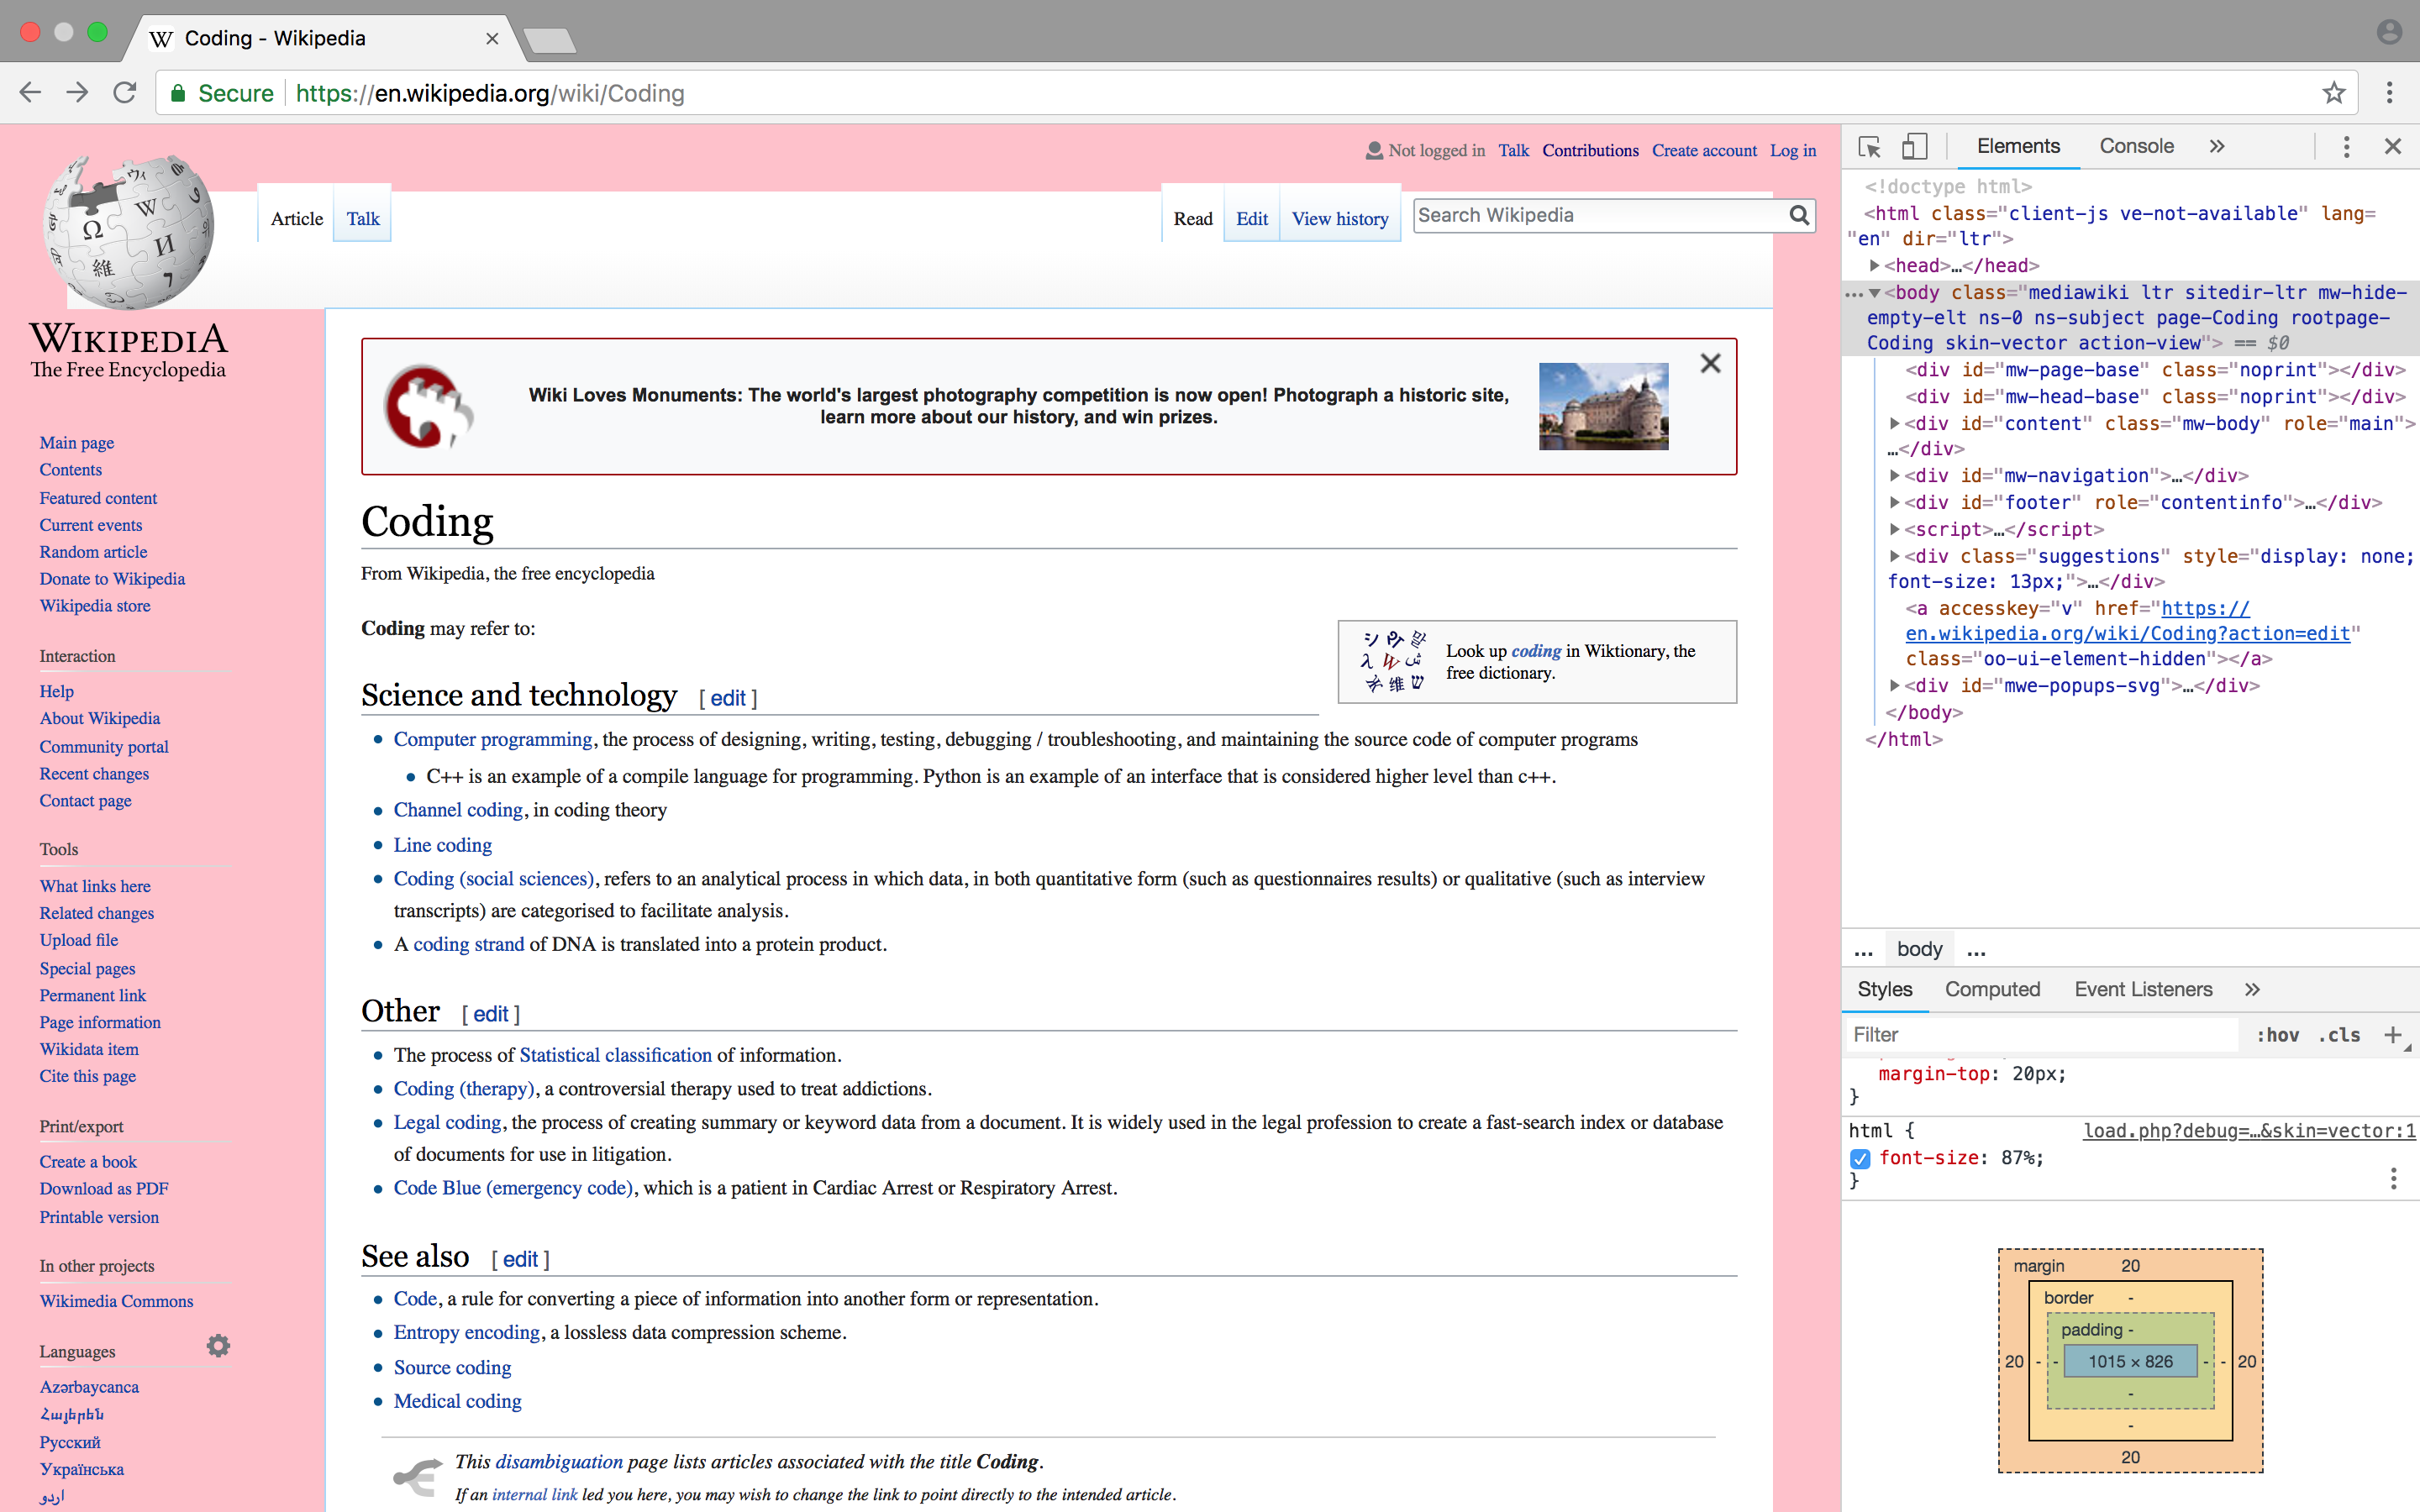 Coding - Wikipedia
Secure https://en.wikipedia.org/wiki/Coding
Not logged in Talk Contributions Create account Log in
Article Talk Read Edit View history Search Wikipedia
WIKIPEDIA
The Free Encyclopedia
Main page
Contents
Featured content
Current events
Random article
Donate to Wikipedia
Wikipedia store
Interaction
Help
About Wikipedia
Community portal
Recent changes
Contact page
Tools
What links here
Related changes
Upload file
Special pages
Permanent link
Page information
Wikidata item
Cite this page
Print/export
Create a book
Download as PDF
Printable version
In other projects
Wikimedia Commons
Languages
Azərbaycanca
Հայերեն
Русский
Українська
اردو
Wiki Loves Monuments: The world's largest photography competition is now open! Photograph a historic site,
learn more about our history, and win prizes.
Coding
From Wikipedia, the free encyclopedia
Coding may refer to:
Look up coding in Wiktionary, the
free dictionary.
Science and technology [ edit ]
Computer programming, the process of designing, writing, testing, debugging / troubleshooting, and maintaining the source code of computer programs
C++ is an example of a compile language for programming. Python is an example of an interface that is considered higher level than c++.
Channel coding, in coding theory
Line coding
Coding (social sciences), refers to an analytical process in which data, in both quantitative form (such as questionnaires results) or qualitative (such as interview
transcripts) are categorised to facilitate analysis.
A coding strand of DNA is translated into a protein product.
Other [ edit ]
The process of Statistical classification of information.
Coding (therapy), a controversial therapy used to treat addictions.
Legal coding, the process of creating summary or keyword data from a document. It is widely used in the legal profession to create a fast-search index or database
of documents for use in litigation.
Code Blue (emergency code), which is a patient in Cardiac Arrest or Respiratory Arrest.
See also [ edit ]
Code, a rule for converting a piece of information into another form or representation.
Entropy encoding, a lossless data compression scheme.
Source coding
Medical coding
This disambiguation page lists articles associated with the title Coding.
If an internal link led you here, you may wish to change the link to point directly to the intended article.
Elements Console »
<!doctype html>
<html class="client-js ve-not-available" lang=
"en" dir="ltr">
<head>…</head>
… <body class="mediawiki ltr sitedir-ltr mw-hide-
empty-elt ns-0 ns-subject page-Coding rootpage-
Coding skin-vector action-view"> == $0
<div id="mw-page-base" class="noprint"></div>
<div id="mw-head-base" class="noprint"></div>
<div id="content" class="mw-body" role="main">
…</div>
<div id="mw-navigation">…</div>
<div id="footer" role="contentinfo">…</div>
<script>…</script>
<div class="suggestions" style="display: none;
font-size: 13px;">…</div>
<a accesskey="v" href="https://
en.wikipedia.org/wiki/Coding?action=edit"
class="oo-ui-element-hidden"></a>
<div id="mwe-popups-svg">…</div>
</body>
</html>
... body ...
Styles Computed Event Listeners »
Filter :hov .cls +
margin-top: 20px;
}
html { load.php?debug=…&skin=vector:1
font-size: 87%;
}
margin 20
border -
padding -
20 - - 1015 × 826 - - 20
-
-
20